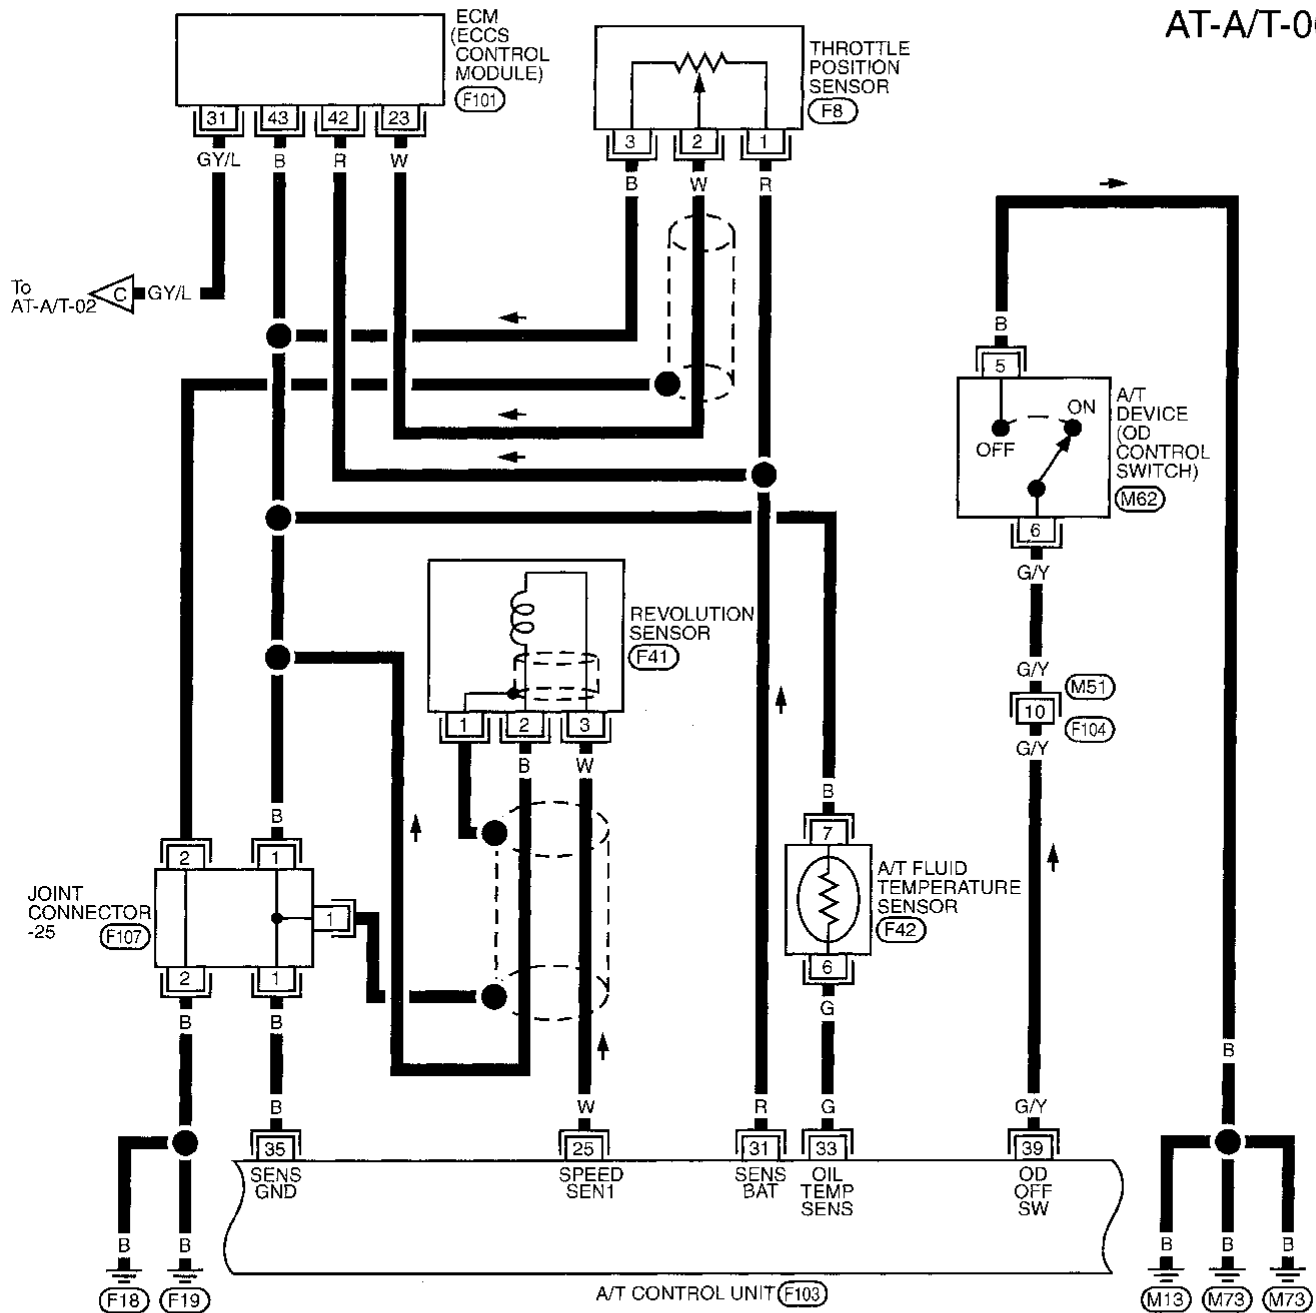 AT-A/T-0
ECM
(ECCS
CONTROL
MODULE)
F101
31
43
42
23
GY/L
B
R
W
THROTTLE
POSITION
SENSOR
F8
3
2
1
B
W
R
To
AT-A/T-02
C
GY/L
B
5
ON
OFF
A/T
DEVICE
(OD
CONTROL
SWITCH)
M62
6
G/Y
REVOLUTION
SENSOR
F41
1
2
3
B
W
G/Y
M51
10
F104
G/Y
B
B
7
A/T FLUID
TEMPERATURE
SENSOR
F42
6
G
2
1
JOINT
CONNECTOR
-25
F107
1
2
1
B
B
B
B
W
R
G
G/Y
35
25
31
33
39
SENS
GND
SPEED
SEN1
SENS
BAT
OIL
TEMP
SENS
OD
OFF
SW
B
B
B
B
B
F18
F19
A/T CONTROL UNIT
F103
M13
M73
M73